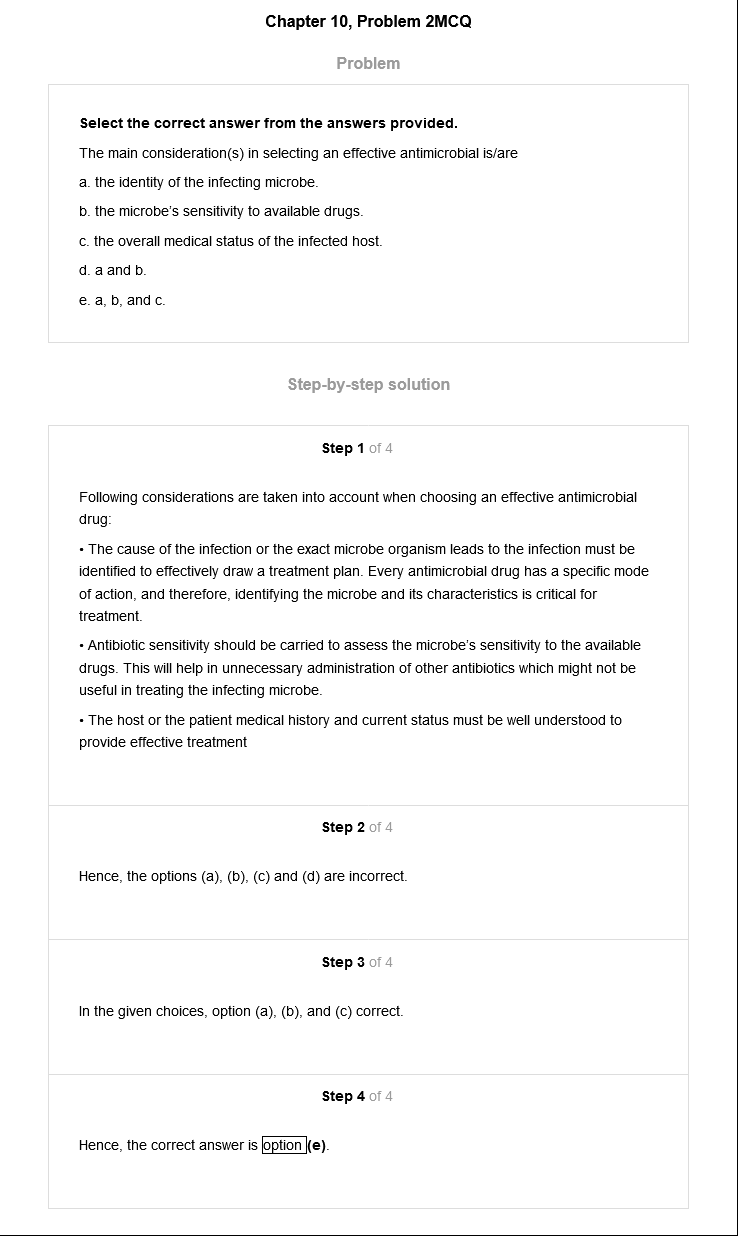 Chapter 10, Problem 2MCQ
Problem
Select the correct answer from the answers provided.
The main consideration(s) in selecting an effective antimicrobial is/are
a. the identity of the infecting microbe.
b. the microbe's sensitivity to available drugs.
c. the overall medical status of the infected host.
d. a and b.
e. a, b, and c.
Step-by-step solution
Step 1 of 4
Following considerations are taken into account when choosing an effective antimicrobial
drug:
• The cause of the infection or the exact microbe organism leads to the infection must be
identified to effectively draw a treatment plan. Every antimicrobial drug has a specific mode
of action, and therefore, identifying the microbe and its characteristics is critical for
treatment.
• Antibiotic sensitivity should be carried to assess the microbe's sensitivity to the available
drugs. This will help in unnecessary administration of other antibiotics which might not be
useful in treating the infecting microbe.
• The host or the patient medical history and current status must be well understood to
provide effective treatment
Step 2 of 4
Hence, the options (a), (b), (c) and (d) are incorrect.
Step 3 of 4
In the given choices, option (a), (b), and (c) correct.
Step 4 of 4
Hence, the correct answer is option (e).